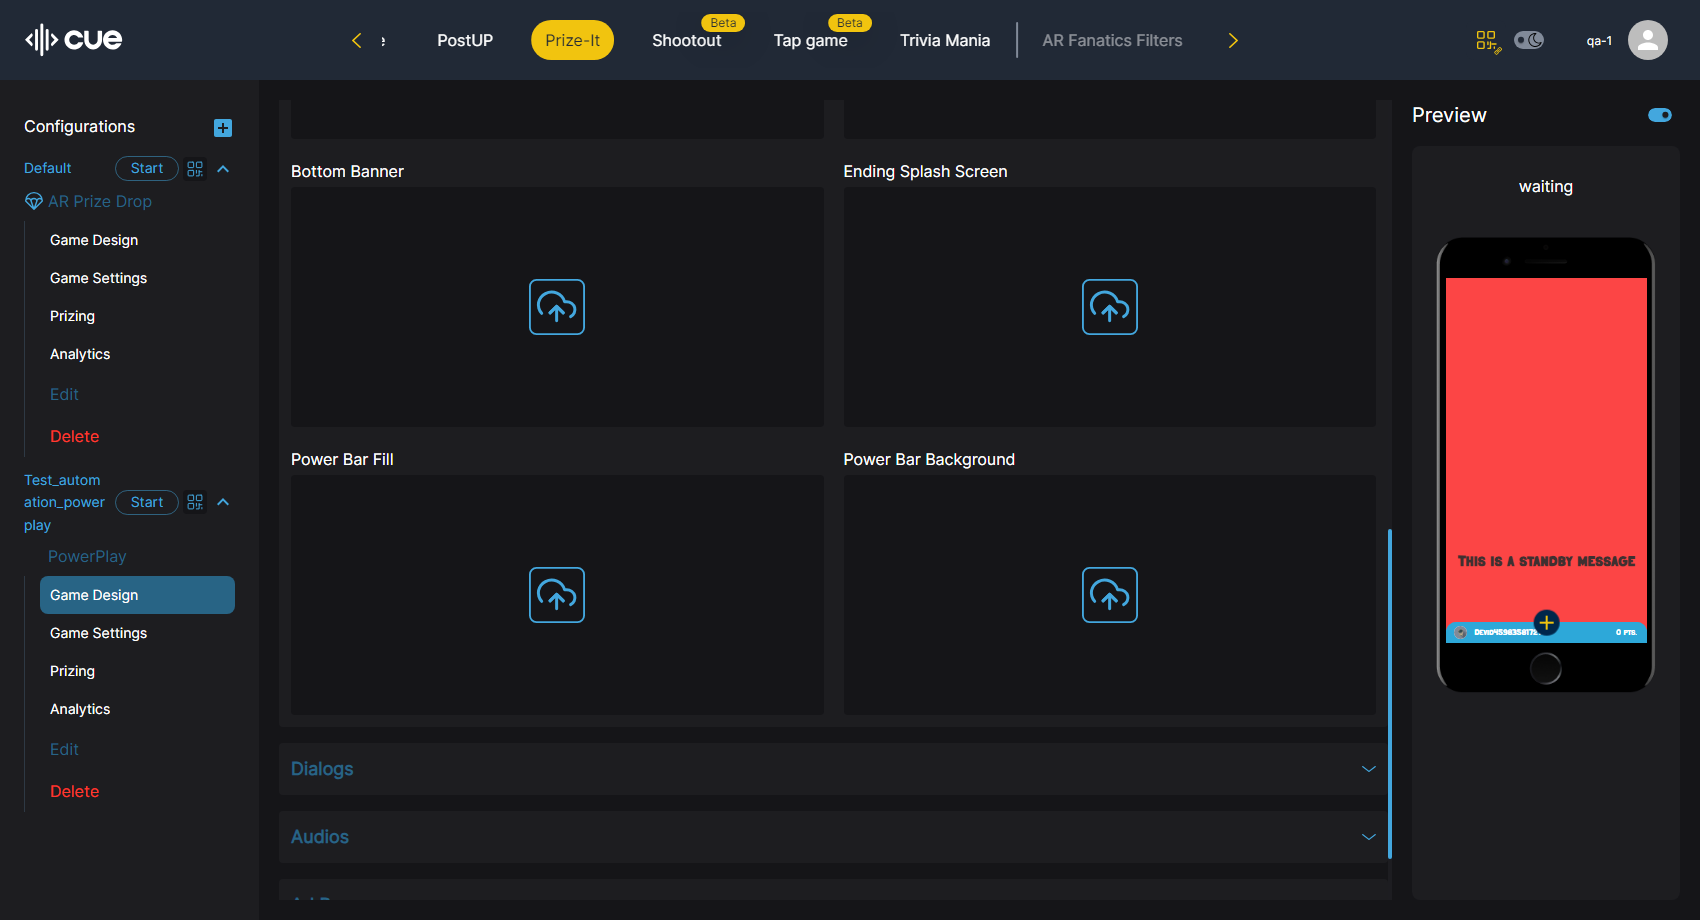 cue
PostUP
Prize-It
Shootout
Beta
Tap game
Beta
Trivia Mania
AR Fanatics Filters
qa-1
Configurations
Default
Start
AR Prize Drop
Game Design
Game Settings
Prizing
Analytics
Edit
Delete
Test_autom
ation_power
play
Start
PowerPlay
Game Design
Game Settings
Prizing
Analytics
Edit
Delete
Bottom Banner
Ending Splash Screen
Power Bar Fill
Power Bar Background
Dialogs
Audios
Preview
waiting
This is a standby message
0 pts.